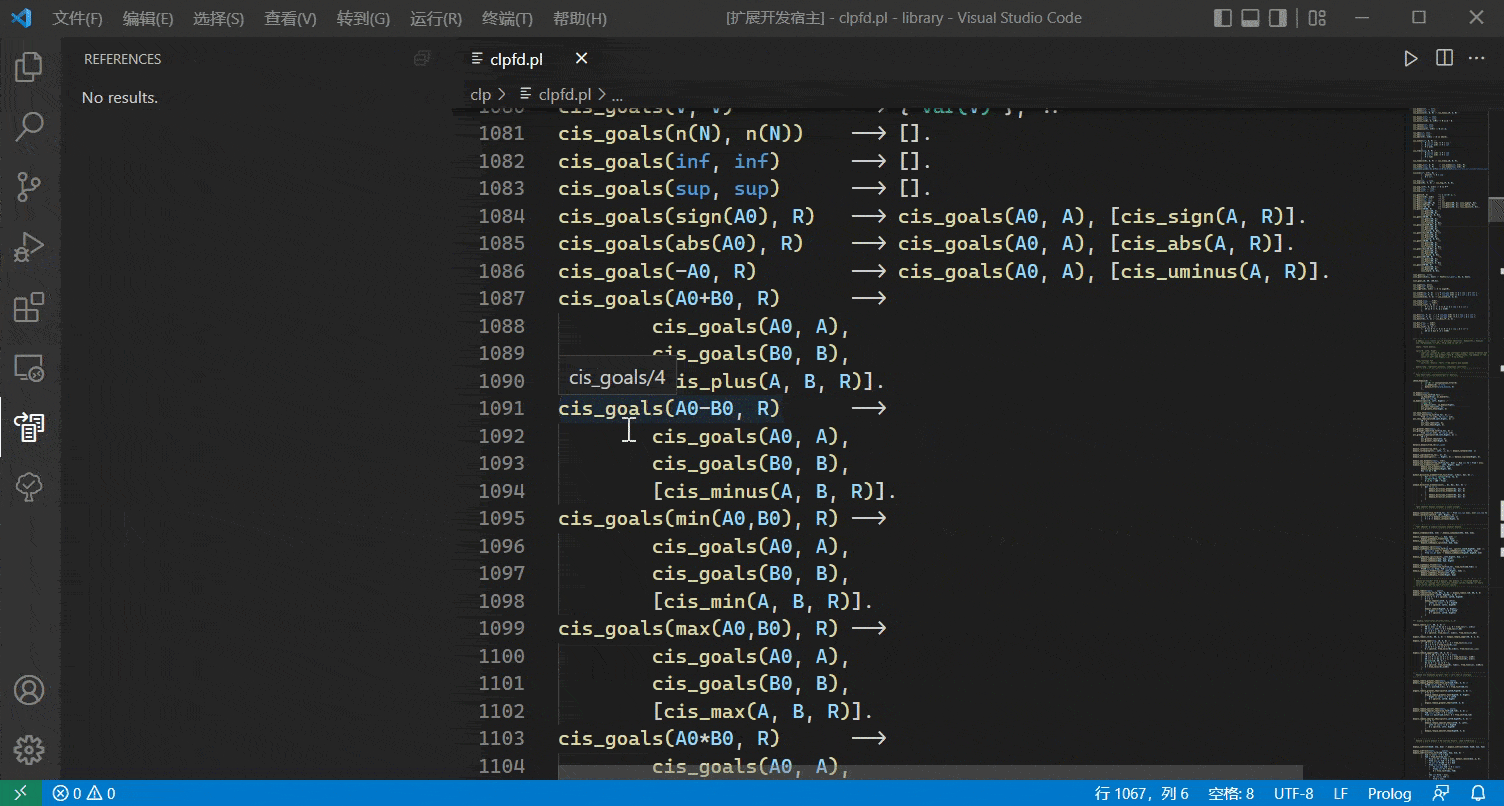 文件(F) 编辑(E) 选择(S) 查看(V) 转到(G) 运行(R) 终端(T) 帮助(H) [扩展开发宿主] - clpfd.pl - library - Visual Studio Code
REFERENCES
No results.
clpfd.pl
clp > clpfd.pl > ...
1081 cis_goals(n(N), n(N)) --> [].
1082 cis_goals(inf, inf) --> [].
1083 cis_goals(sup, sup) --> [].
1084 cis_goals(sign(A0), R) --> cis_goals(A0, A), [cis_sign(A, R)].
1085 cis_goals(abs(A0), R) --> cis_goals(A0, A), [cis_abs(A, R)].
1086 cis_goals(-A0, R) --> cis_goals(A0, A), [cis_uminus(A, R)].
1087 cis_goals(A0+B0, R) -->
1088 cis_goals(A0, A),
1089 cis_goals(B0, B),
cis_goals/4
1090 is_plus(A, B, R)].
1091 cis_goals(A0-B0, R) -->
1092 cis_goals(A0, A),
1093 cis_goals(B0, B),
1094 [cis_minus(A, B, R)].
1095 cis_goals(min(A0,B0), R) -->
1096 cis_goals(A0, A),
1097 cis_goals(B0, B),
1098 [cis_min(A, B, R)].
1099 cis_goals(max(A0,B0), R) -->
1100 cis_goals(A0, A),
1101 cis_goals(B0, B),
1102 [cis_max(A, B, R)].
1103 cis_goals(A0*B0, R) -->
1104 cis_goals(A0, A),
0 0 行 1067，列 6 空格: 8 UTF-8 LF Prolog